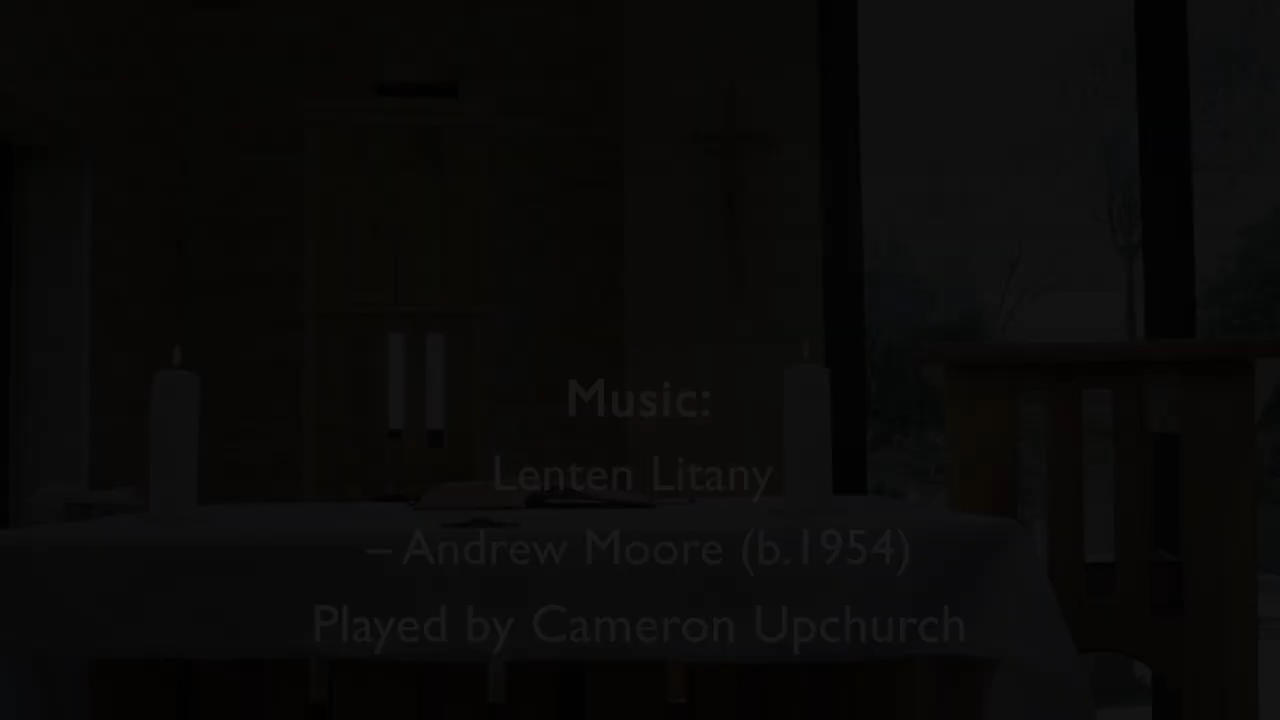 Music:
Lenten Litany
– Andrew Moore (b.1954)
Played by Cameron Upchurch